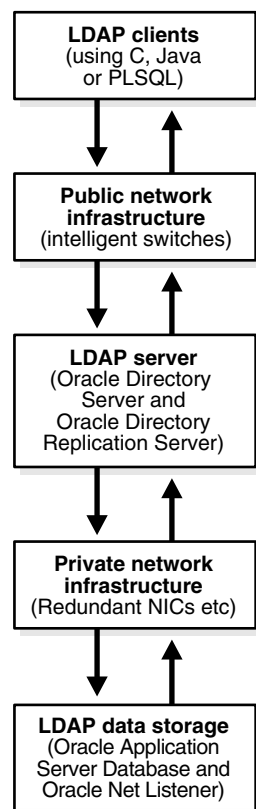 LDAP clients
(using C, Java
or PLSQL)
Public network
infrastructure
(intelligent switches)
LDAP server
(Oracle Directory
Server and
Oracle Directory
Replication Server)
Private network
infrastructure
(Redundant NICs etc)
LDAP data storage
(Oracle Application
Server Database and
Oracle Net Listener)